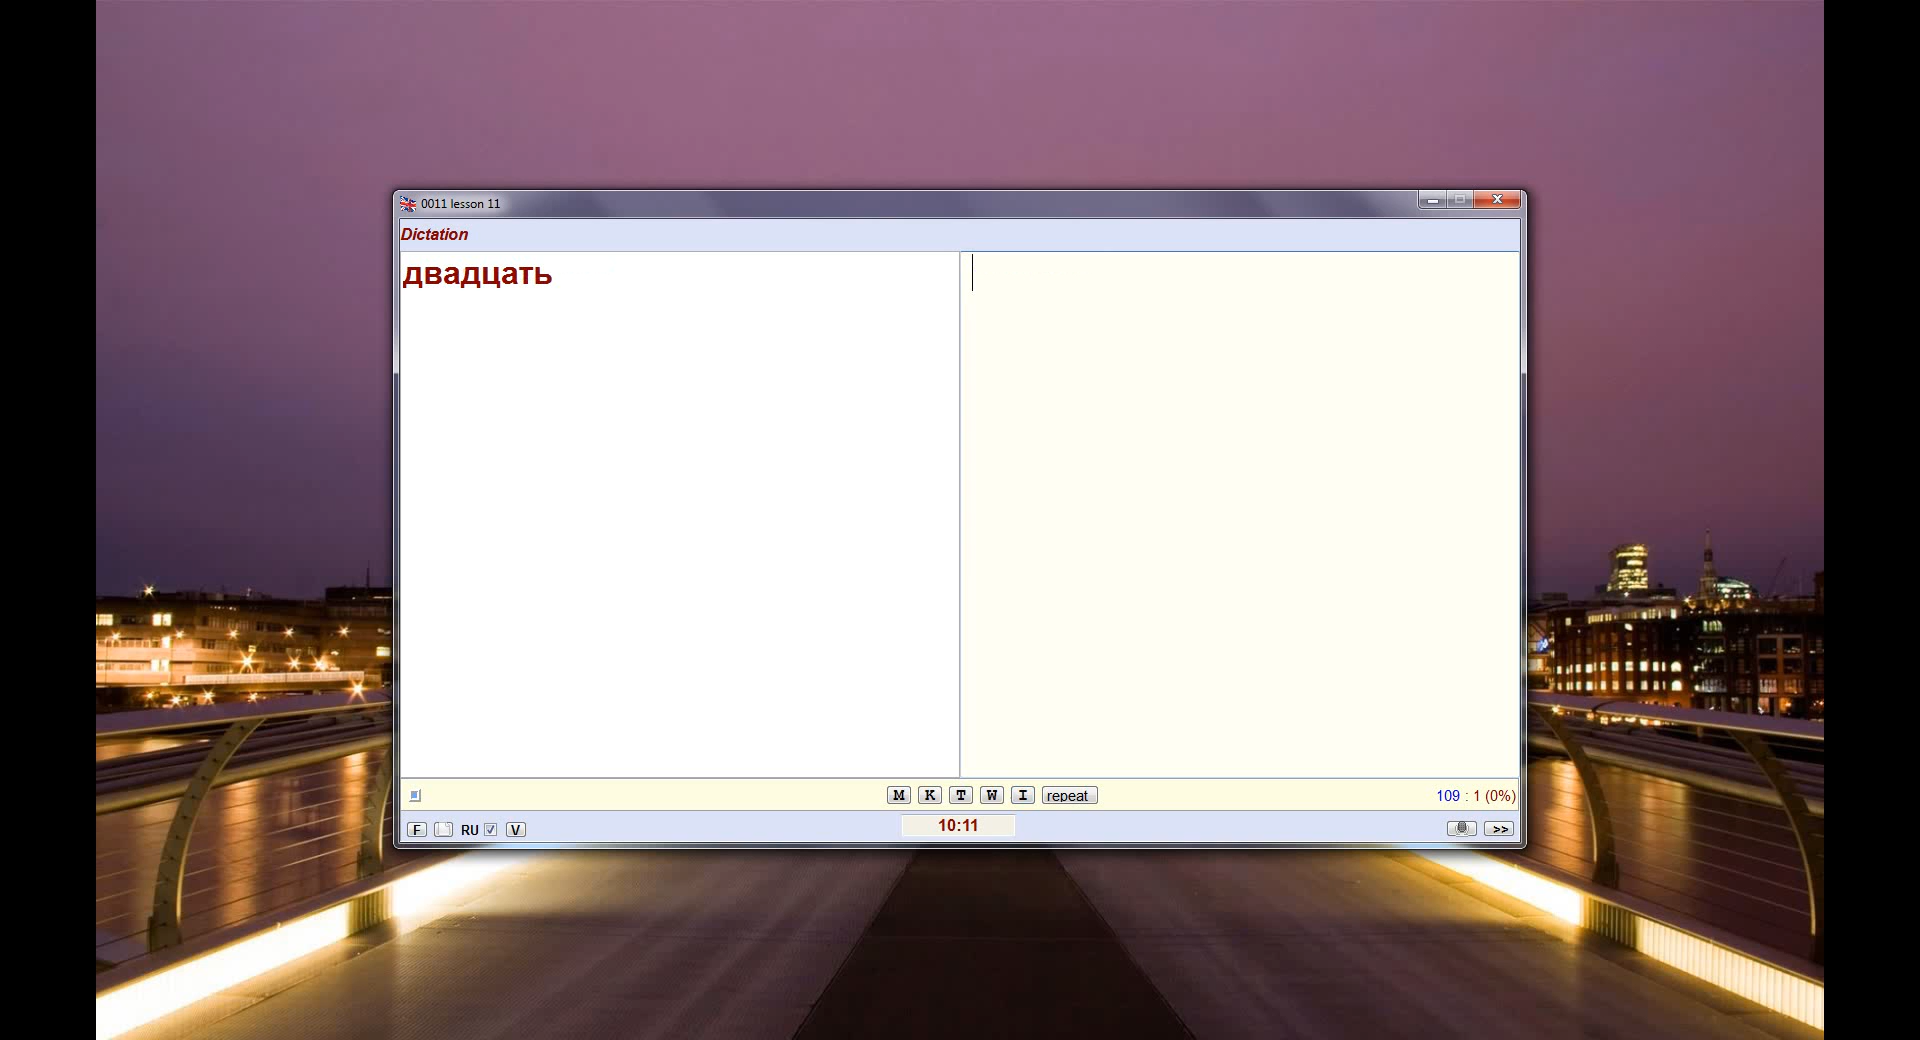 0011 lesson 11
Dictation
двадцать
M K T W I repeat
109 : 1 (0%)
F RU V
10:11
>>